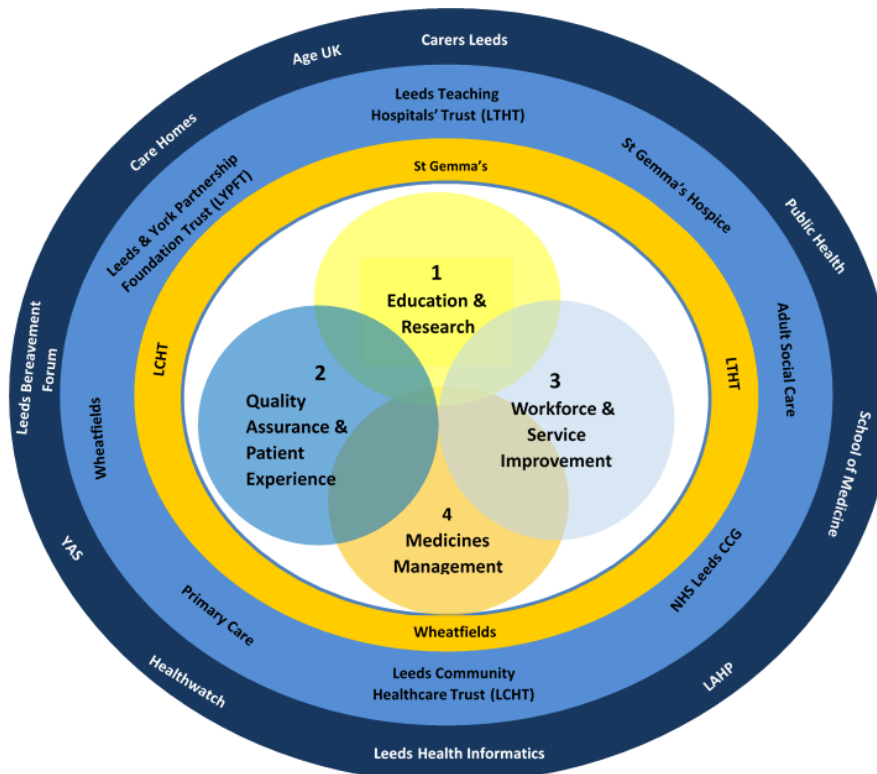 Carers Leeds
Age UK
Care Homes
Leeds Bereavement
Forum
YAS
Healthwatch
Leeds Health Informatics
LAHP
School of Medicine
Public Health
Leeds Teaching
Hospitals’ Trust (LTHT)
St Gemma’s Hospice
Adult Social Care
NHS Leeds CCG
Leeds Community
Healthcare Trust (LCHT)
Primary Care
Wheatfields
Leeds & York Partnership
Foundation Trust (LYPFT)
St Gemma’s
LTHT
Wheatfields
LCHT
1
Education &
Research
2
Quality
Assurance &
Patient
Experience
3
Workforce &
Service
Improvement
4
Medicines
Management